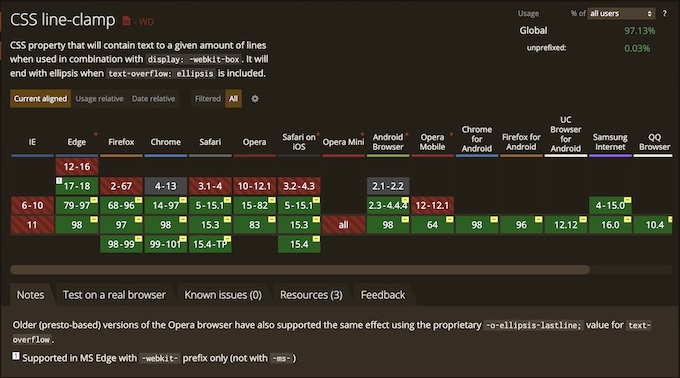 CSS line-clamp - WD
Usage % of all users ?
Global 97.13%
unprefixed: 0.03%
CSS property that will contain text to a given amount of lines
when used in combination with display: -webkit-box. It will
end with ellipsis when text-overflow: ellipsis is included.
Current aligned Usage relative Date relative Filtered All
IE Edge * Firefox Chrome Safari Opera Safari on iOS * Opera Mini * Android Browser * Opera Mobile * Chrome for Android Firefox for Android UC Browser for Android Samsung Internet QQ Browser
12-16
1 17-18 2-67 4-13 3.1-4 10-12.1 3.2-4.3 2.1-2.2
6-10 79-97 68-96 14-97 5-15.1 15-82 5-15.1 2.3-4.4.4 12-12.1 4-15.0
11 98 97 98 15.3 83 15.3 all 98 64 98 96 12.12 16.0 10.4
98-99 99-101 15.4-TP 15.4
Notes Test on a real browser Known issues (0) Resources (3) Feedback
Older (presto-based) versions of the Opera browser have also supported the same effect using the proprietary -o-ellipsis-lastline; value for text-
overflow.
1 Supported in MS Edge with -webkit- prefix only (not with -ms-)